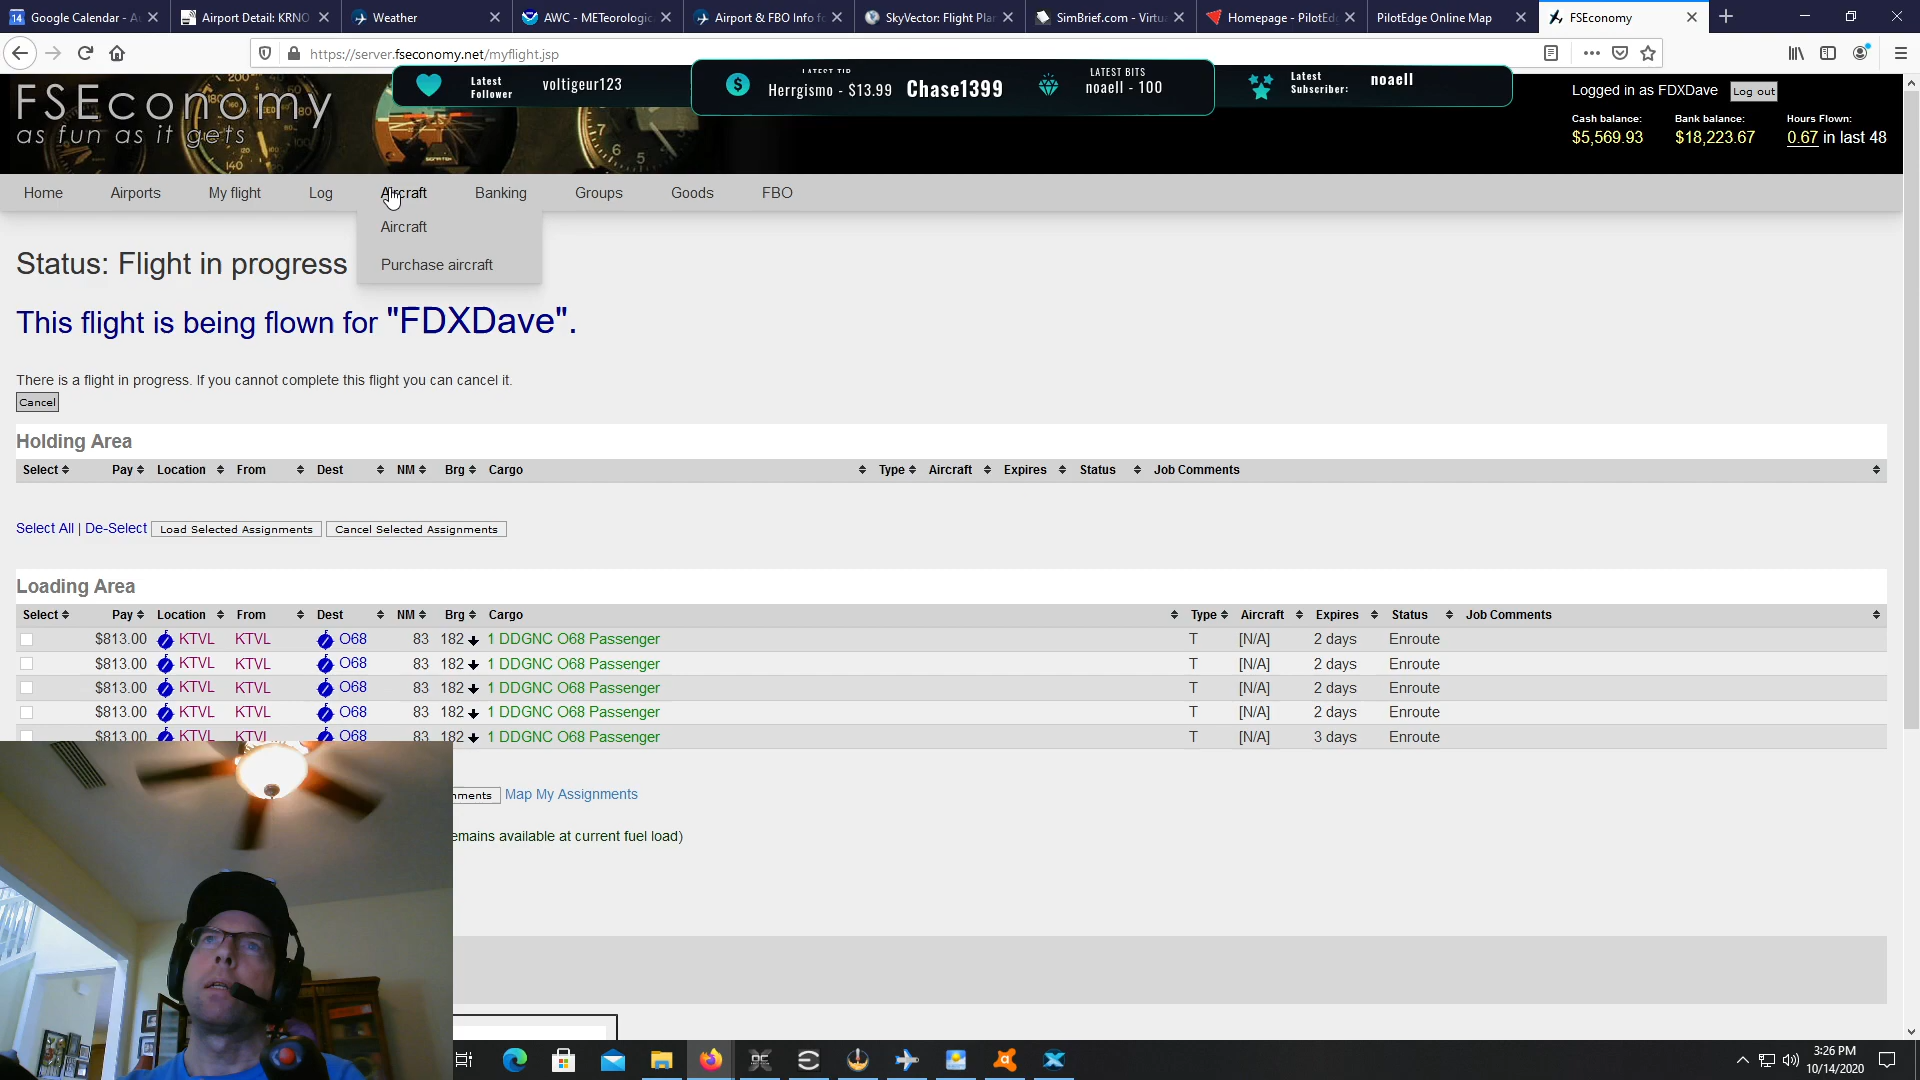 Google Calendar - A
Airport Detail: KRNO
Weather
AWC - METeorologic
Airport & FBO Info fo
SkyVector: Flight Plan
SimBrief.com - Virtu
Homepage - PilotEd
PilotEdge Online Map
FSEconomy
https://server.fseconomy.net/myflight.jsp
FSEconomy
as fun as it gets
Latest
Follower
voltigeur123
LATEST TIP
Herrgismo - $13.99
Chase1399
LATEST BITS
noaell - 100
Latest
Subscriber:
noaell
Logged in as FDXDave
Log out
Cash balance:
Bank balance:
Hours Flown:
$5,569.93
$18,223.67
0.67 in last 48
Home
Airports
My flight
Log
Aircraft
Banking
Groups
Goods
FBO
Aircraft
Purchase aircraft
Status: Flight in progress
This flight is being flown for "FDXDave".
There is a flight in progress. If you cannot complete this flight you can cancel it.
Cancel
Holding Area
Select Pay Location From Dest NM Brg Cargo Type Aircraft Expires Status Job Comments
Select All | De-Select Load Selected Assignments Cancel Selected Assignments
Loading Area
Select Pay Location From Dest NM Brg Cargo Type Aircraft Expires Status Job Comments
$813.00 KTVL KTVL O68 83 182 1 DDGNC O68 Passenger T [N/A] 2 days Enroute
$813.00 KTVL KTVL O68 83 182 1 DDGNC O68 Passenger T [N/A] 2 days Enroute
$813.00 KTVL KTVL O68 83 182 1 DDGNC O68 Passenger T [N/A] 2 days Enroute
$813.00 KTVL KTVL O68 83 182 1 DDGNC O68 Passenger T [N/A] 2 days Enroute
$813.00 KTVL KTVL O68 83 182 1 DDGNC O68 Passenger T [N/A] 3 days Enroute
nments Map My Assignments
emains available at current fuel load)
3:26 PM
10/14/2020